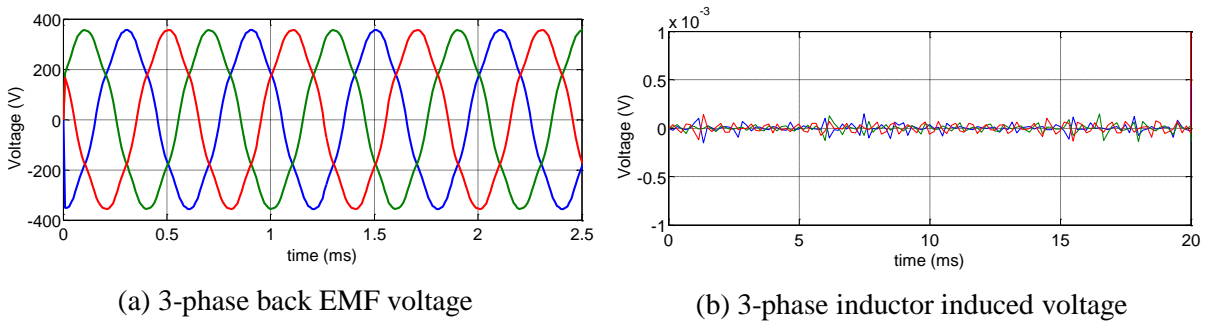 400
200
0
-200
-400
Voltage (V)
0 0.5 1 1.5 2 2.5
time (ms)
(a) 3-phase back EMF voltage
x 10^-3
1
0.5
0
-0.5
-1
Voltage (V)
0 5 10 15 20
time (ms)
(b) 3-phase inductor induced voltage